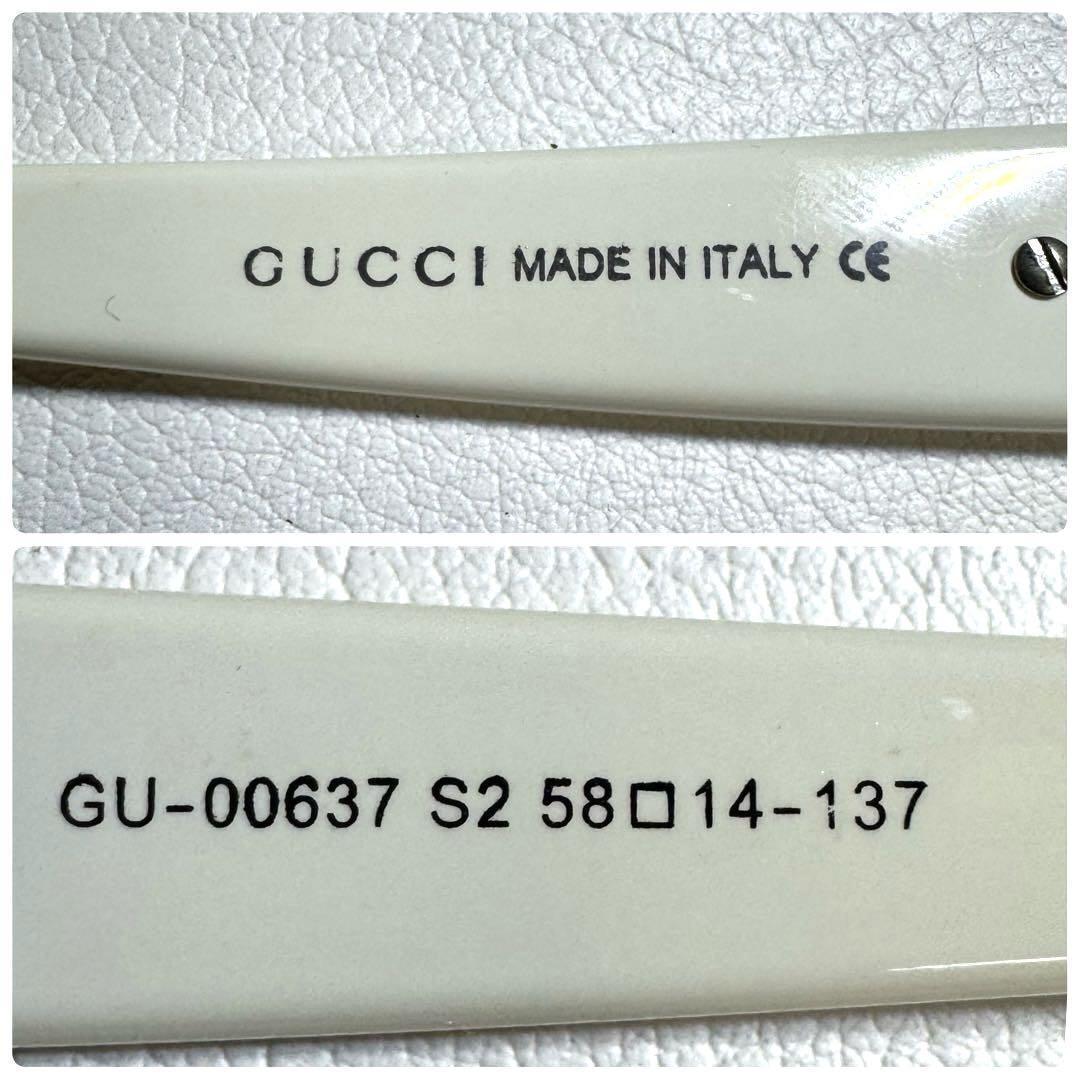 GUCCI MADE IN ITALY CE
GU-00637 S2 58□14-137